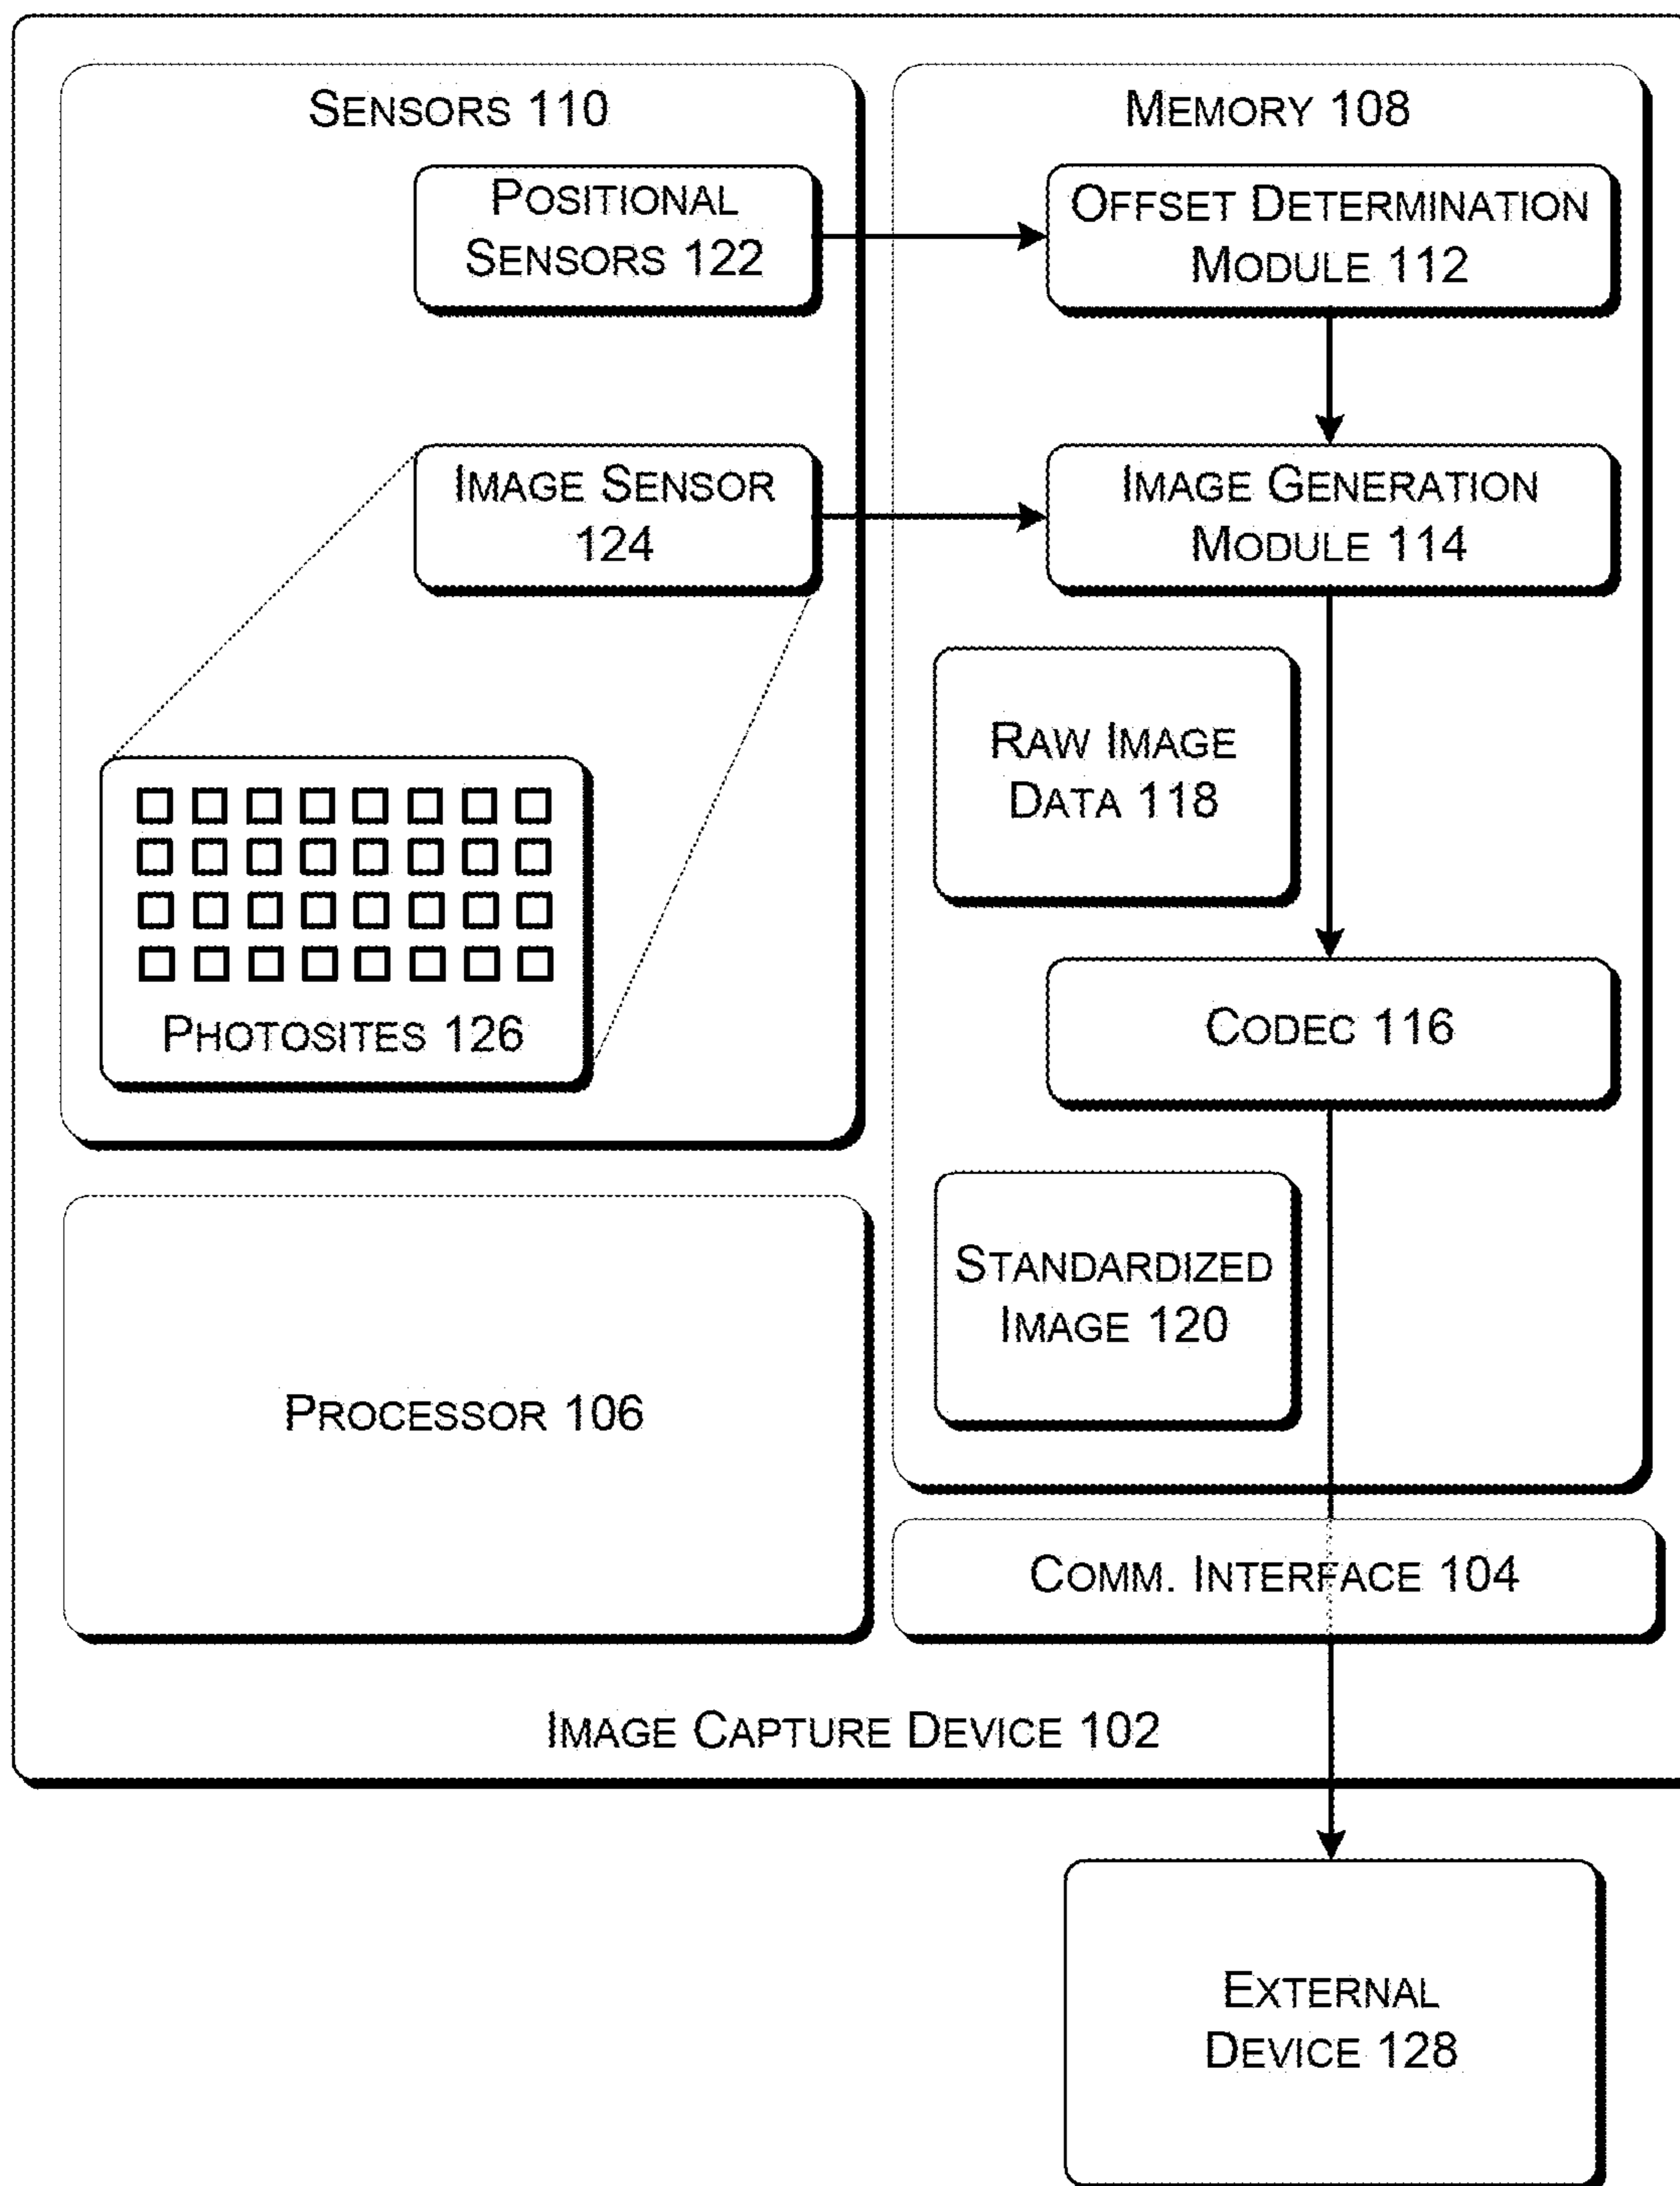 SENSORS 110
POSITIONAL
SENSORS 122
IMAGE SENSOR
124
PHOTOSITES 126
MEMORY 108
OFFSET DETERMINATION
MODULE 112
IMAGE GENERATION
MODULE 114
RAW IMAGE
DATA 118
CODEC 116
STANDARDIZED
IMAGE 120
PROCESSOR 106
COMM. INTERFACE 104
IMAGE CAPTURE DEVICE 102
EXTERNAL
DEVICE 128